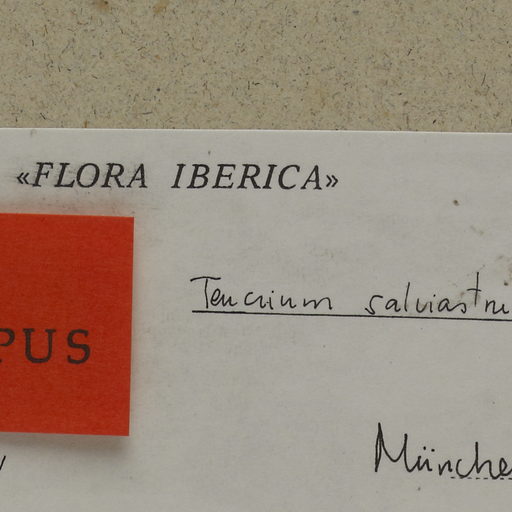 «FLORA IBERICA»
Teucrium salviastru
PUS
Münche